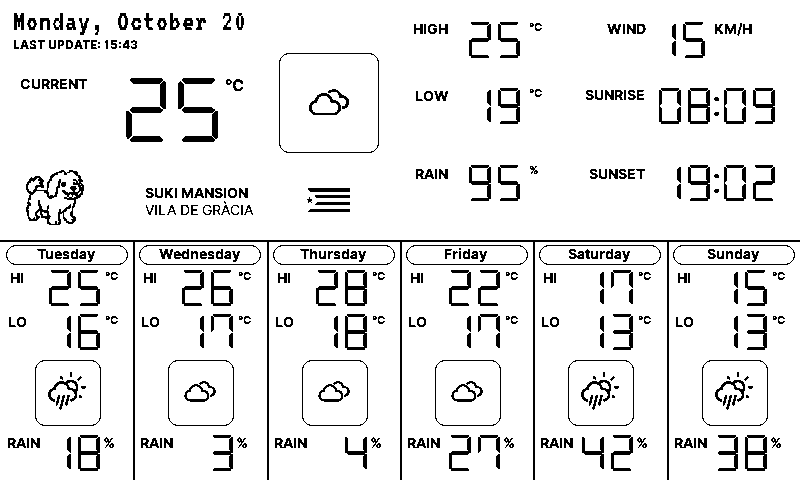 Monday, October 20
LAST UPDATE: 15:43
CURRENT 25 °C
SUKI MANSION
VILA DE GRÀCIA
HIGH 25 °C
LOW 19 °C
RAIN 95 %
WIND 15 KM/H
SUNRISE 08:09
SUNSET 19:02
Tuesday
HI 25 °C
LO 16 °C
RAIN 18 %
Wednesday
HI 26 °C
LO 17 °C
RAIN 3 %
Thursday
HI 28 °C
LO 18 °C
RAIN 4 %
Friday
HI 22 °C
LO 17 °C
RAIN 27 %
Saturday
HI 17 °C
LO 13 °C
RAIN 42 %
Sunday
HI 15 °C
LO 13 °C
RAIN 38 %